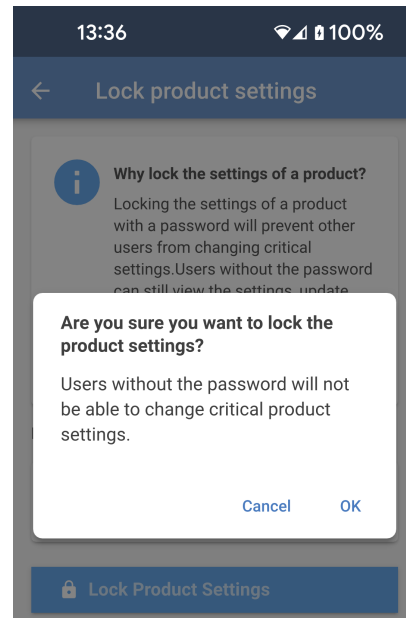 13:36
100%
Lock product settings
Why lock the settings of a product?
Locking the settings of a product
with a password will prevent other
users from changing critical
settings.Users without the password
can still view the settings, update
Are you sure you want to lock the
product settings?
Users without the password will not
be able to change critical product
settings.
Cancel OK
Lock Product Settings